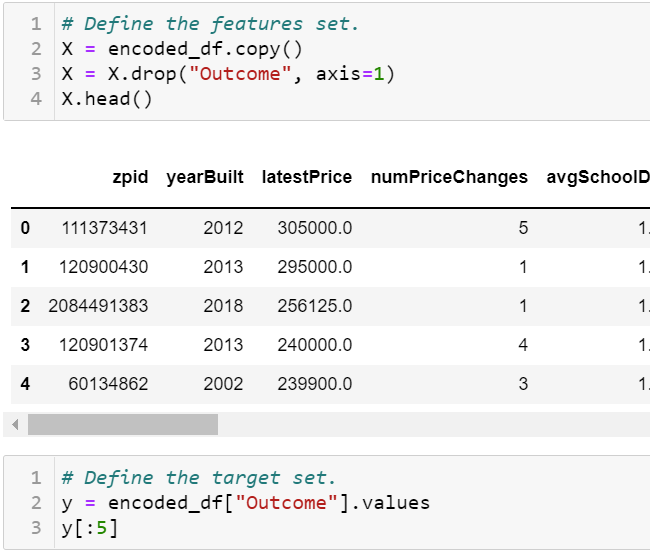 1 # Define the features set.
2 X = encoded_df.copy()
3 X = X.drop("Outcome", axis=1)
4 X.head()
zpid yearBuilt latestPrice numPriceChanges avgSchoolD
0 111373431 2012 305000.0 5 1.
1 120900430 2013 295000.0 1 1.
2 2084491383 2018 256125.0 1 1.
3 120901374 2013 240000.0 4 1.
4 60134862 2002 239900.0 3 1.
1 # Define the target set.
2 y = encoded_df["Outcome"].values
3 y[:5]